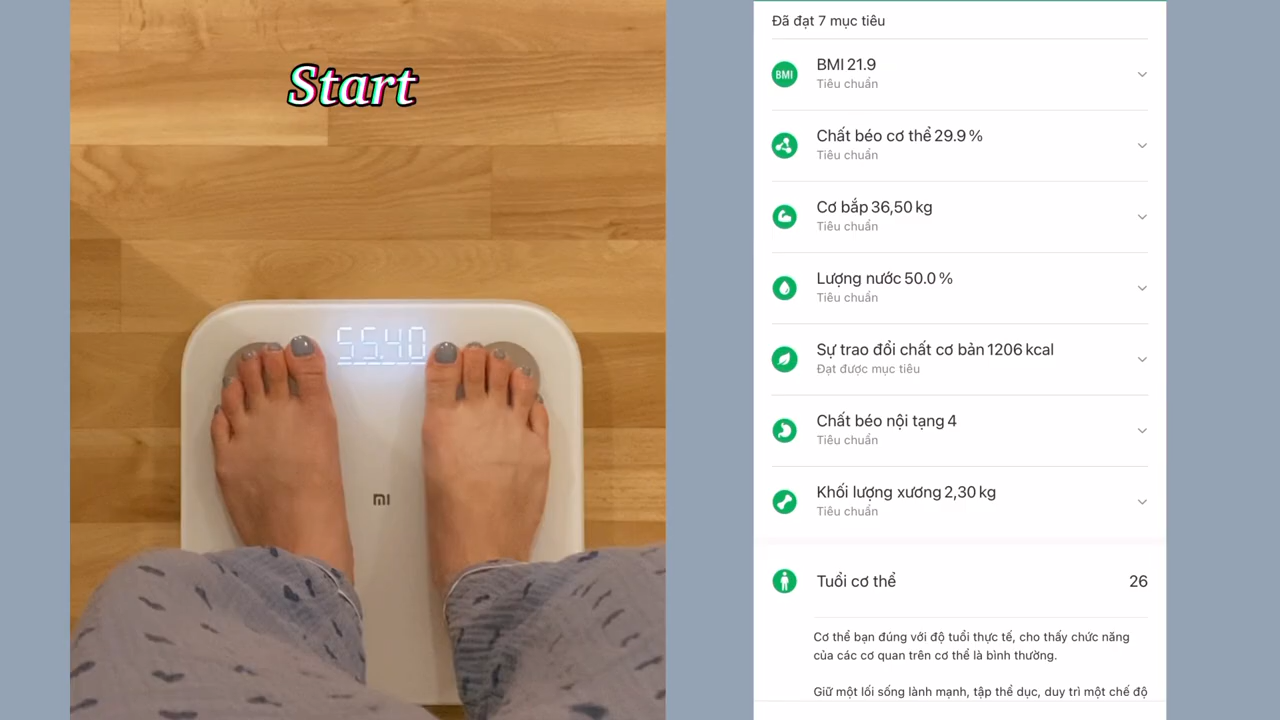 Start
55.40
MI
Đã đạt 7 mục tiêu
BMI
BMI 21.9
Tiêu chuẩn
Chất béo cơ thể 29.9 %
Tiêu chuẩn
Cơ bắp 36,50 kg
Tiêu chuẩn
Lượng nước 50.0 %
Tiêu chuẩn
Sự trao đổi chất cơ bản 1206 kcal
Đạt được mục tiêu
Chất béo nội tạng 4
Tiêu chuẩn
Khối lượng xương 2,30 kg
Tiêu chuẩn
Tuổi cơ thể 26
Cơ thể bạn đúng với độ tuổi thực tế, cho thấy chức năng
của các cơ quan trên cơ thể là bình thường.
Giữ một lối sống lành mạnh, tập thể dục, duy trì một chế độ